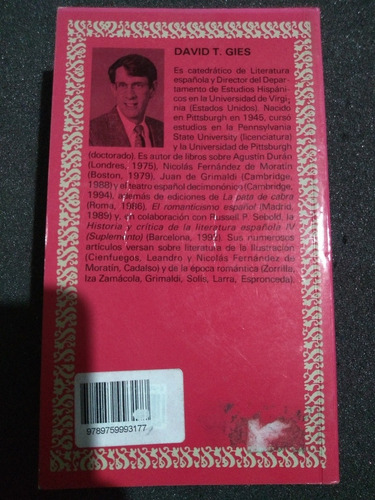 DAVID T. GIES
Es catedrático de Literatura
española y Director del Depar-
tamento de Estudios Hispáni-
cos en la Universidad de Virgi-
nia (Estados Unidos). Nacido
en Pittsburgh en 1945, cursó
estudios en la Pennsylvania
State University (licenciatura)
y la Universidad de Pittsburgh
(doctorado). Es autor de libros sobre Agustín Durán
(Londres, 1975), Nicolás Fernández de Moratín
(Boston, 1979), Juan de Grimaldi (Cambridge,
1988) y el teatro español decimonónico (Cambridge,
1994), además de ediciones de La pata de cabra
(Roma, 1986), El romanticismo español (Madrid,
1989) y, en colaboración con Russell P. Sebold, la
Historia y crítica de la literatura española IV
(Suplemento) (Barcelona, 1992). Sus numerosos
artículos versan sobre literatura de la ilustración
(Cienfuegos, Leandro y Nicolás Fernández de
Moratín, Cadalso) y de la época romántica (Zorrilla,
Iza Zamácola, Grimaldi, Solís, Larra, Espronceda).
9789759993177